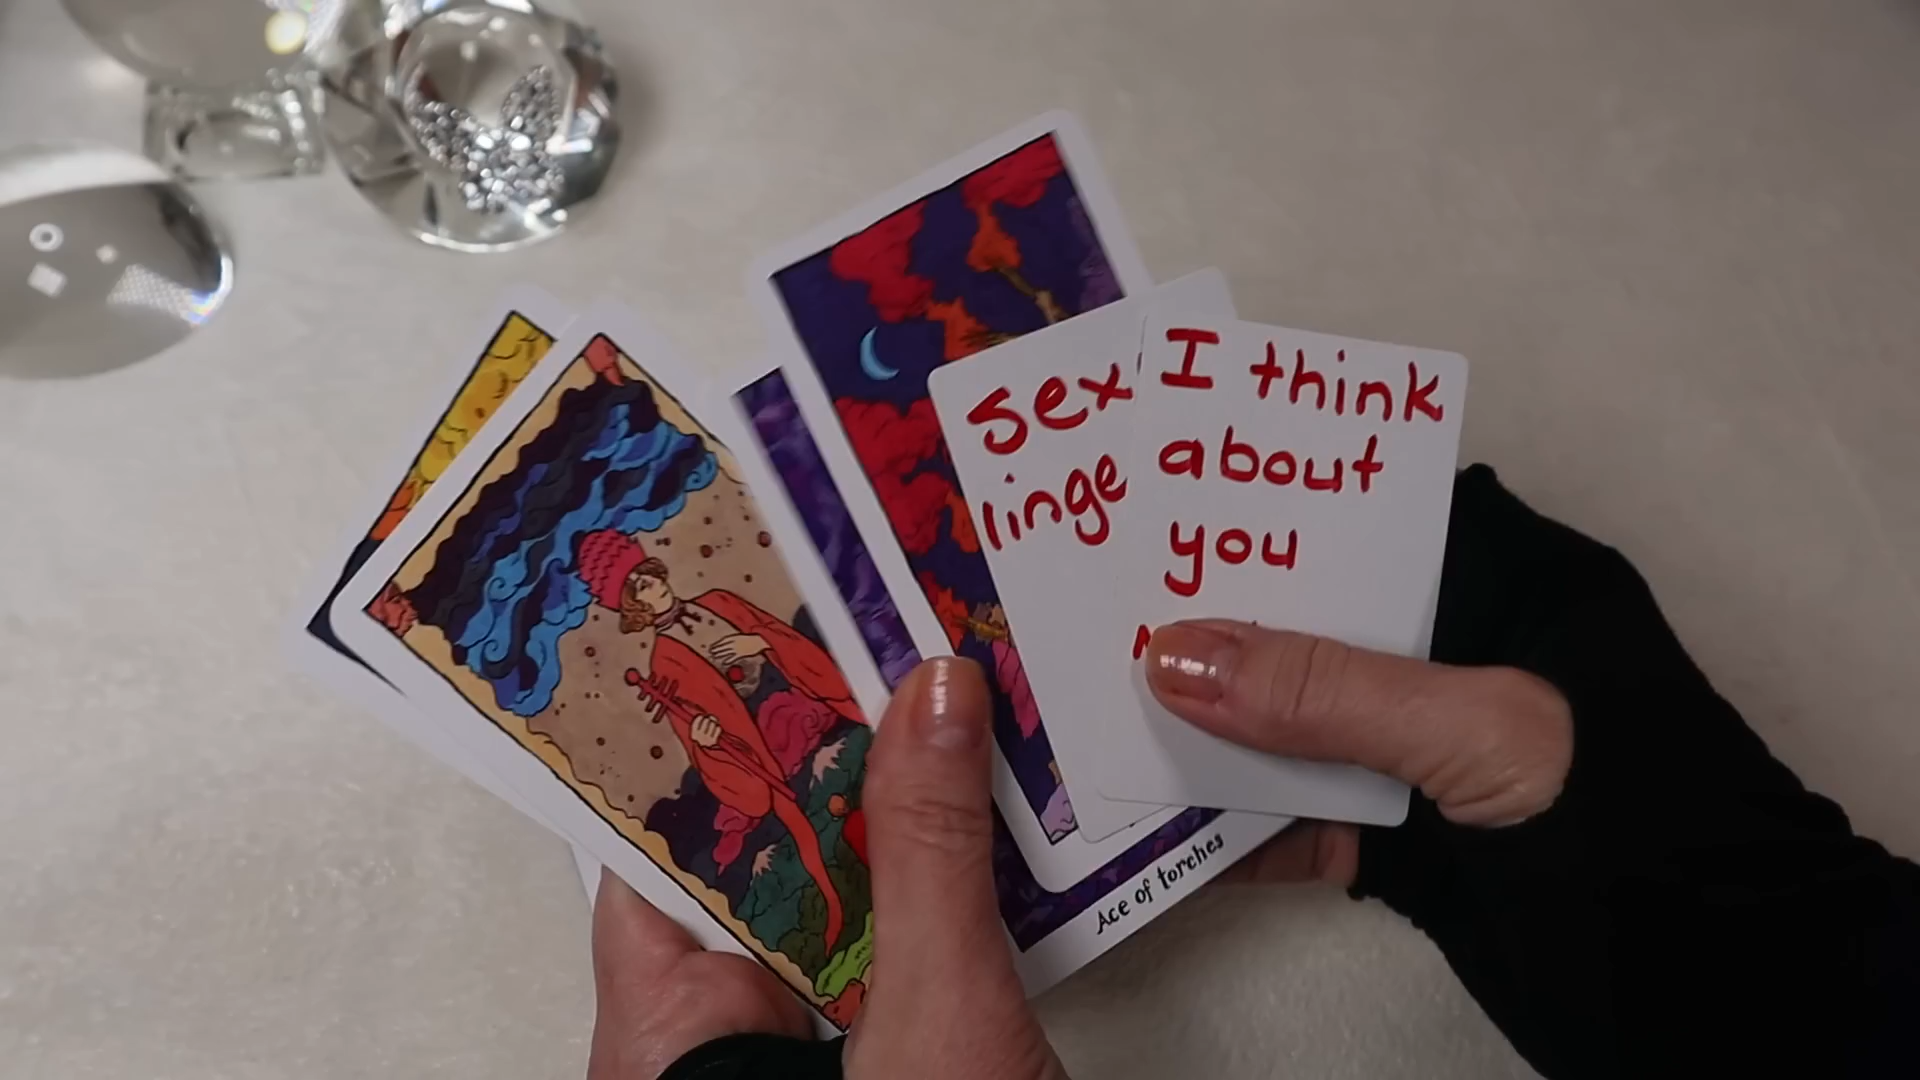 sex
linge
I think
about
you
Ace of torches